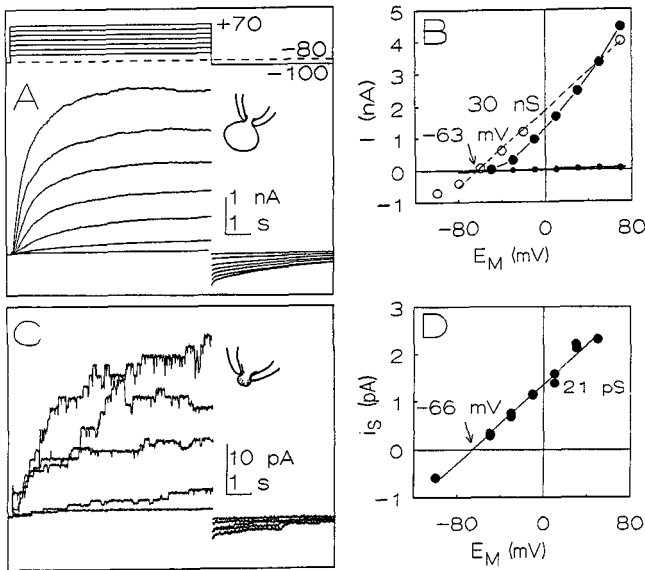 +70
-80
-100
A
1 nA
1 s
B
I (nA)
5
4
3
2
1
0
-1
30 nS
-63 mV
-80
0
80
E_M (mV)
C
10 pA
1 s
D
i_S (pA)
3
2
1
0
-1
-66 mV
21 pS
-80
0
80
E_M (mV)